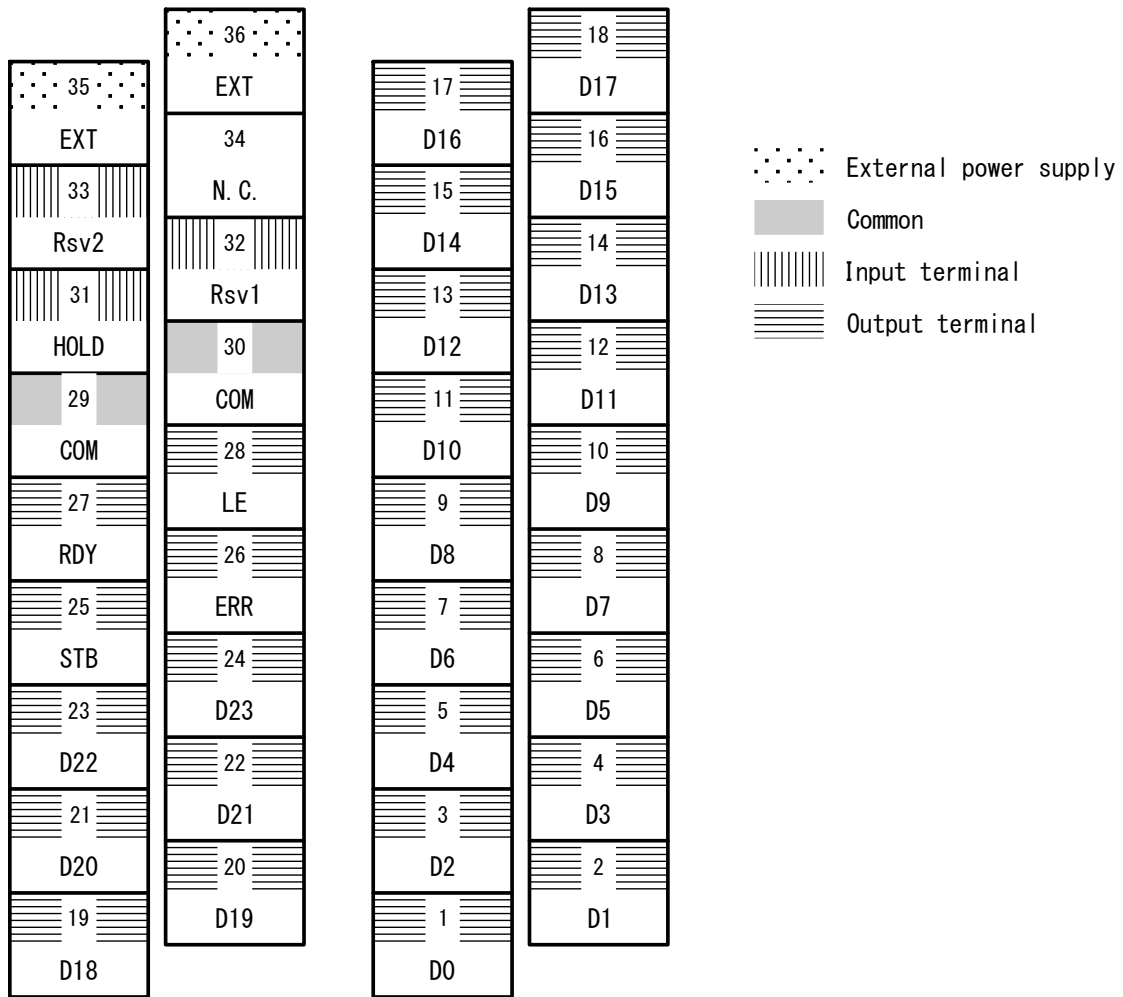 35
EXT
33
Rsv2
31
HOLD
29
COM
27
RDY
25
STB
23
D22
21
D20
19
D18
36
EXT
34
N.C.
32
Rsv1
30
COM
28
LE
26
ERR
24
D23
22
D21
20
D19
17
D16
15
D14
13
D12
11
D10
9
D8
7
D6
5
D4
3
D2
1
D0
18
D17
16
D15
14
D13
12
D11
10
D9
8
D7
6
D5
4
D3
2
D1
External power supply
Common
Input terminal
Output terminal